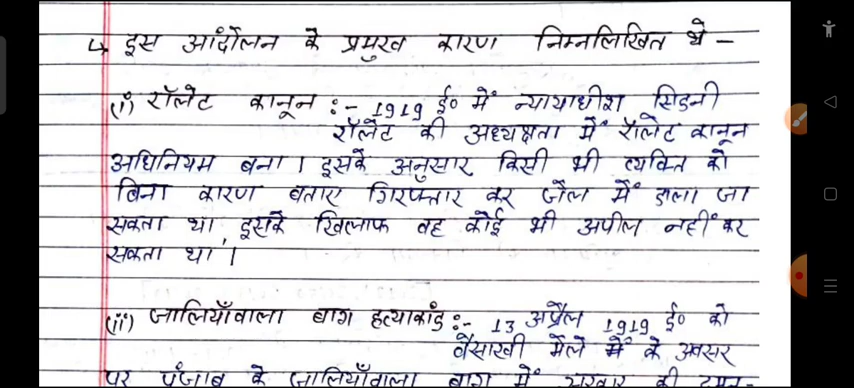 ↳ इस आंदोलन के प्रमुख कारण निम्नलिखित थे –
(i) रॉलेट कानून :- 1919 ई० में न्यायाधीश सिडनी
रॉलेट की अध्यक्षता में रॉलेट कानून
अधिनियम बना । इसके अनुसार किसी भी व्यक्ति को
बिना कारण बताए गिरफ्तार कर जेल में डाला जा
सकता था इसके खिलाफ वह कोई भी अपील नहीं कर
सकता था ।
(ii) जालियाँवाला बाग हत्याकांड :- 13 अप्रैल 1919 ई० को
वैसाखी मेले में के अवसर
पर पंजाब के जालियाँवाला बाग में